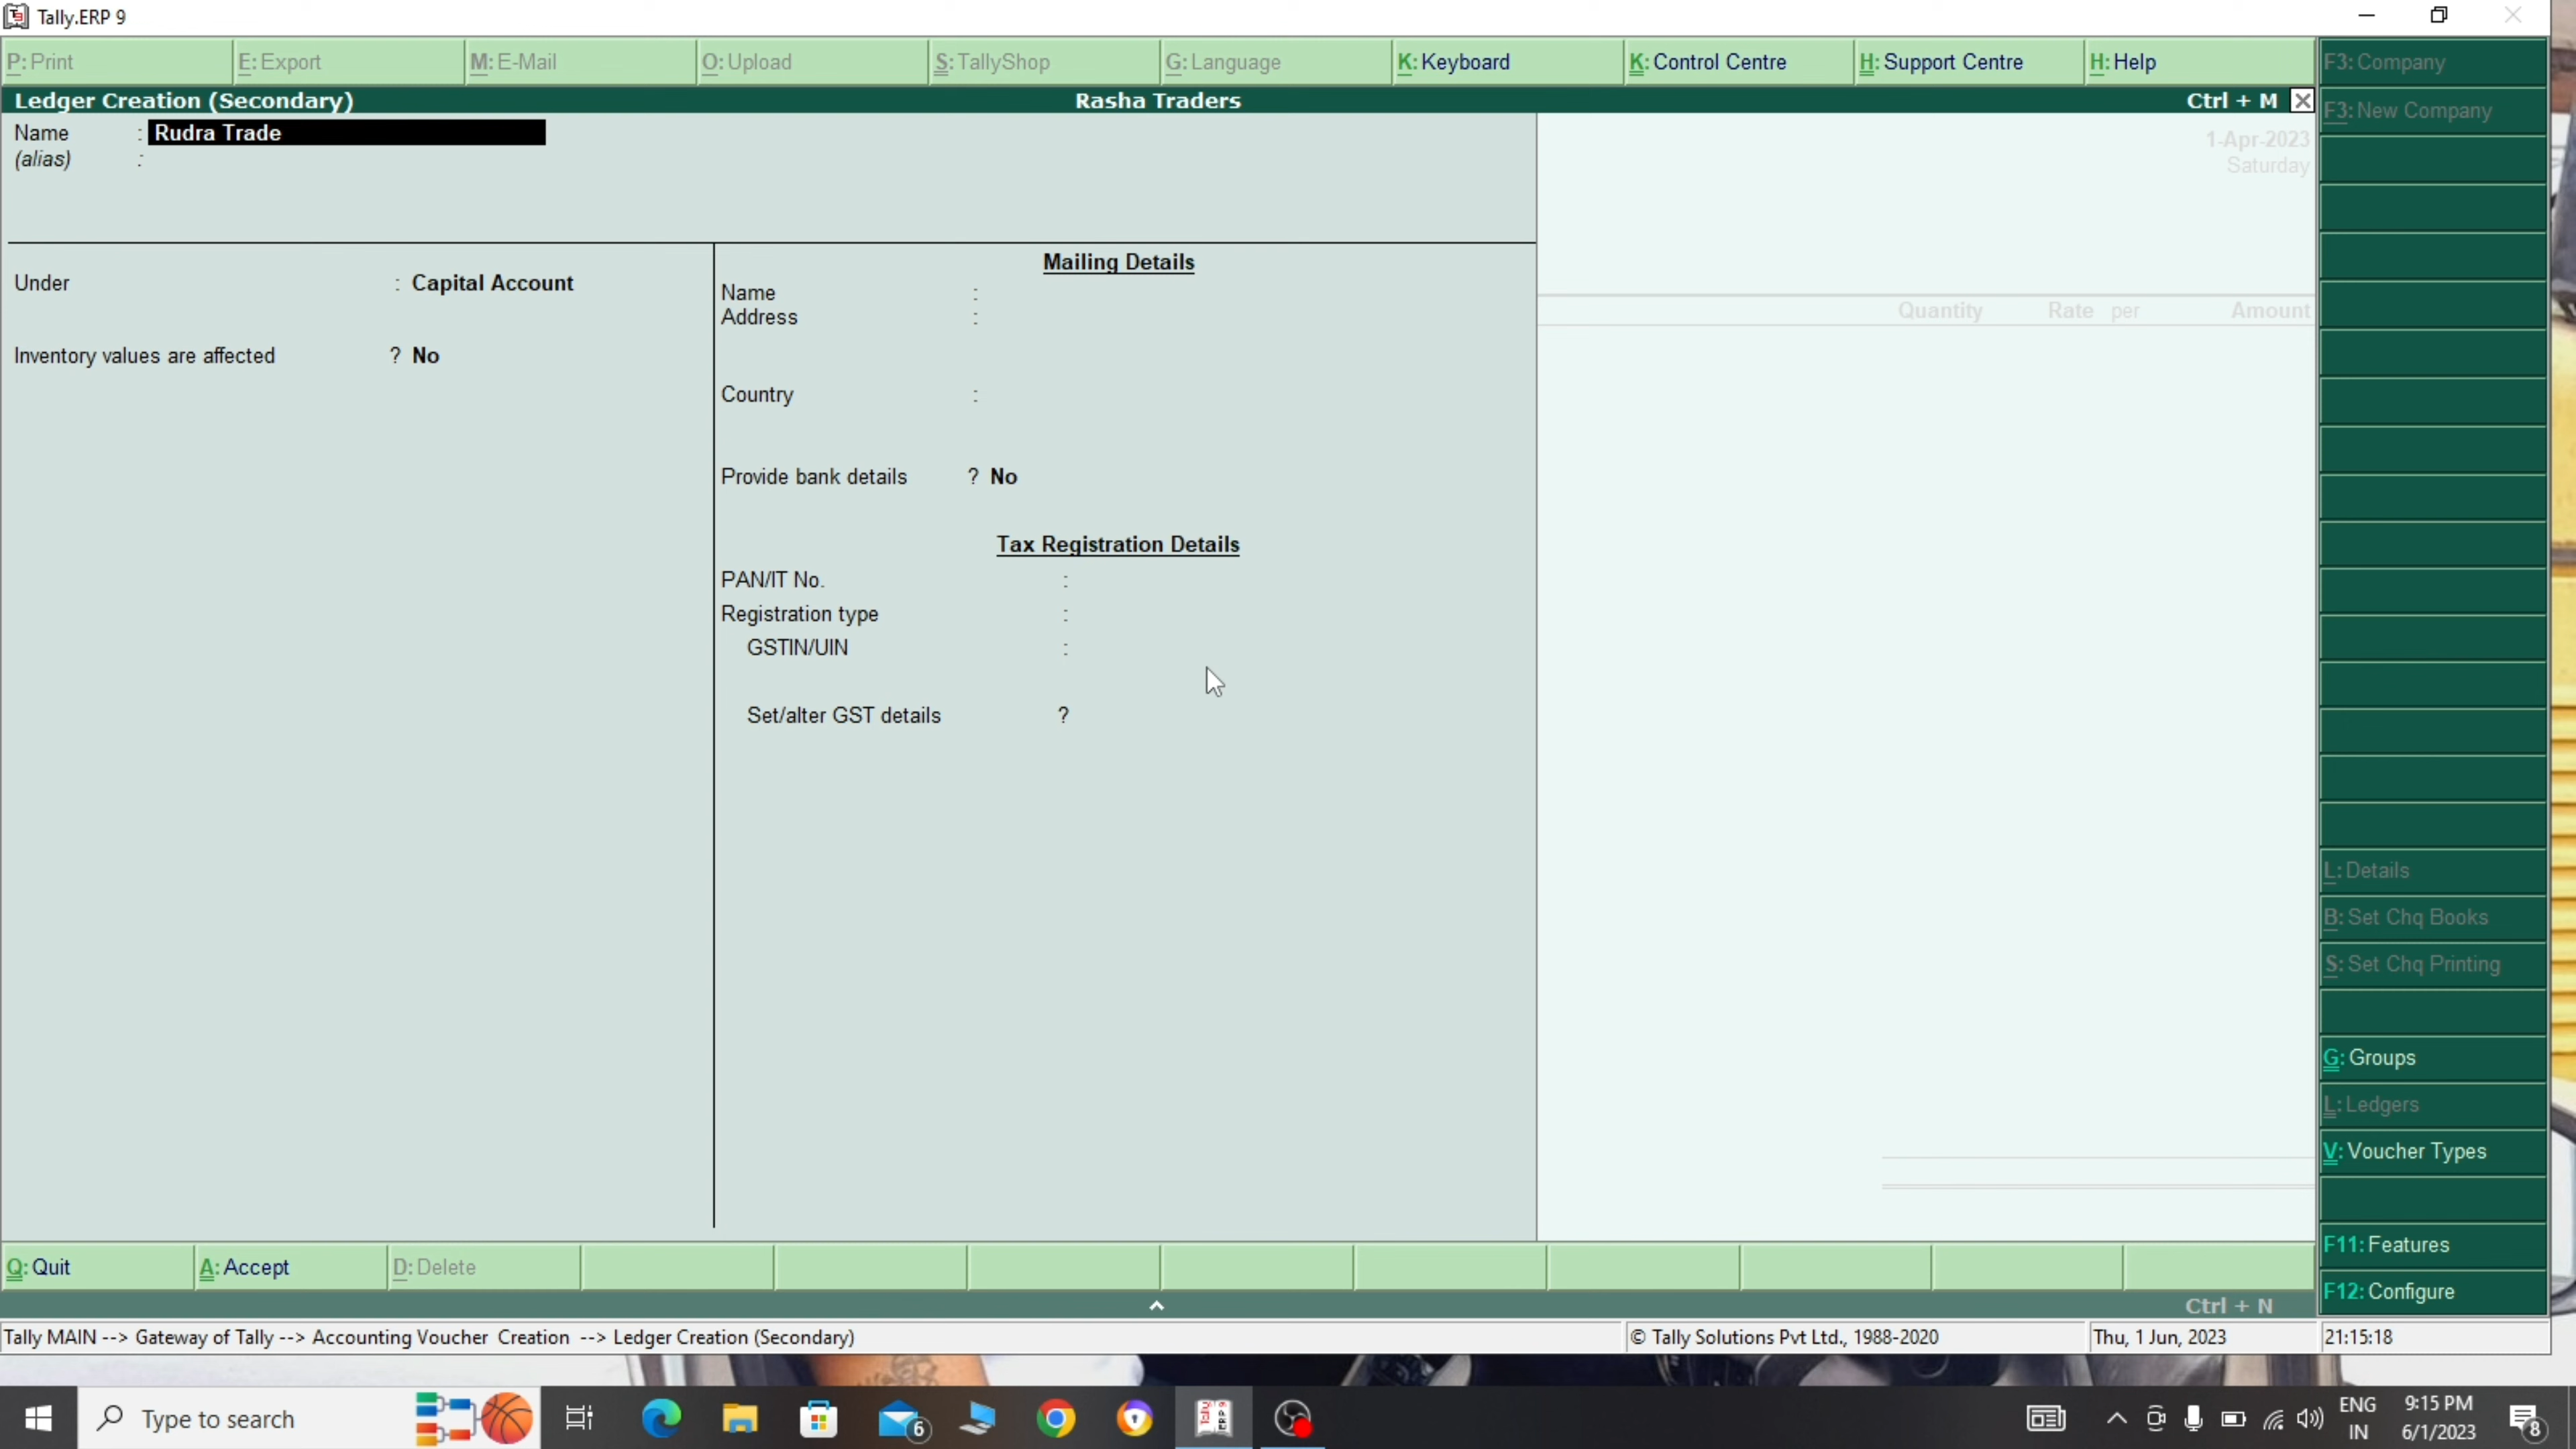 Tally.ERP 9
P: Print E: Export M: E-Mail O: Upload S: TallyShop G: Language K: Keyboard K: Control Centre H: Support Centre H: Help F3: Company
Ledger Creation (Secondary) Rasha Traders Ctrl + M
F3: New Company
Name : Rudra Trade
(alias) :
1-Apr-2023
Saturday
Under : Capital Account
Inventory values are affected ? No
Mailing Details
Name :
Address :
Country :
Provide bank details ? No
Tax Registration Details
PAN/IT No. :
Registration type :
GSTIN/UIN :
Set/alter GST details ?
Quantity Rate per Amount
L: Details
B: Set Chq Books
S: Set Chq Printing
G: Groups
L: Ledgers
V: Voucher Types
F11: Features
F12: Configure
Q: Quit A: Accept D: Delete
Ctrl + N
Tally MAIN --> Gateway of Tally --> Accounting Voucher Creation --> Ledger Creation (Secondary) © Tally Solutions Pvt Ltd., 1988-2020 Thu, 1 Jun, 2023 21:15:18
Type to search
6
Tally ERP 9
ENG
IN
9:15 PM
6/1/2023
8